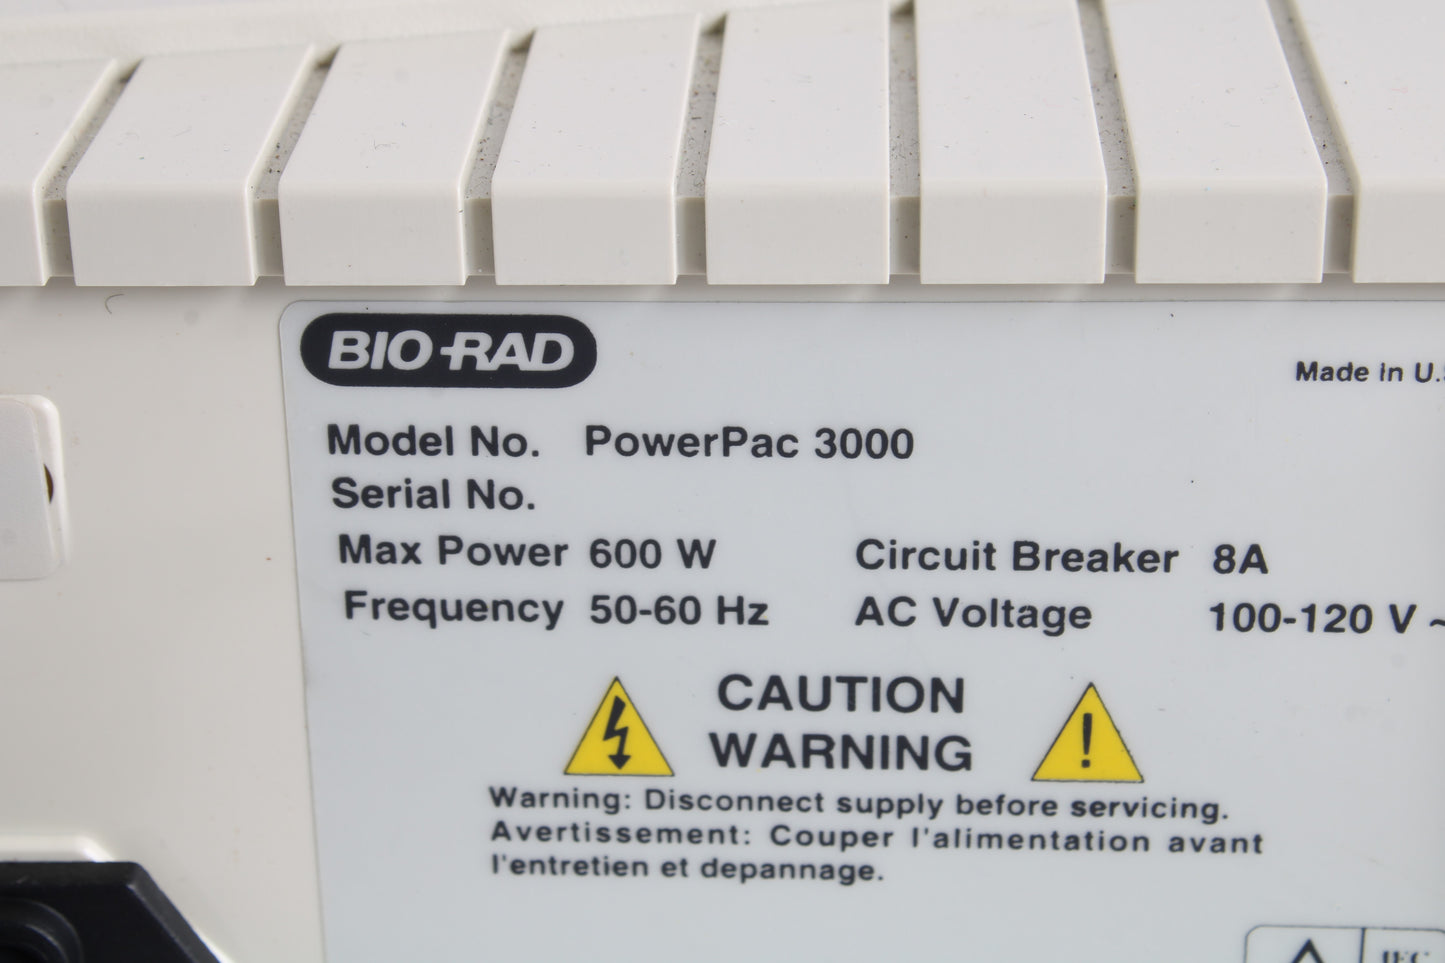 BIO-RAD
Made in U.S
Model No. PowerPac 3000
Serial No.
Max Power 600 W Circuit Breaker 8A
Frequency 50-60 Hz AC Voltage 100-120 V ~
CAUTION
WARNING
!
Warning: Disconnect supply before servicing.
Avertissement: Couper l'alimentation avant
l'entretien et depannage.
IEC